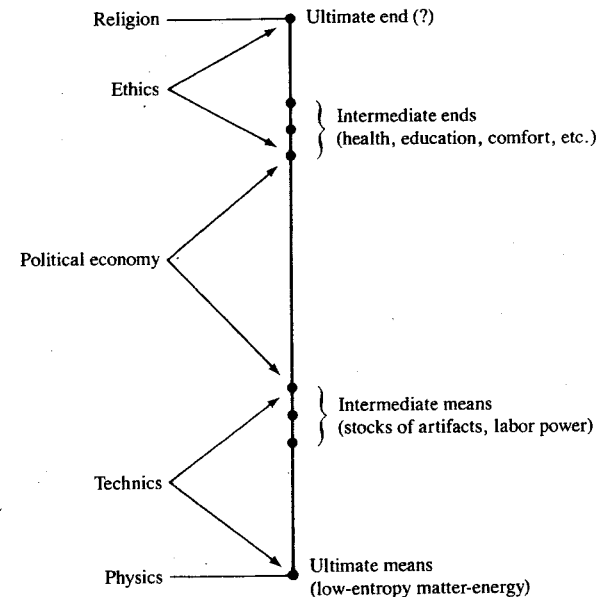 Religion
Ultimate end (?)
Ethics
Intermediate ends
(health, education, comfort, etc.)
Political economy
Intermediate means
(stocks of artifacts, labor power)
Technics
Physics
Ultimate means
(low-entropy matter-energy)